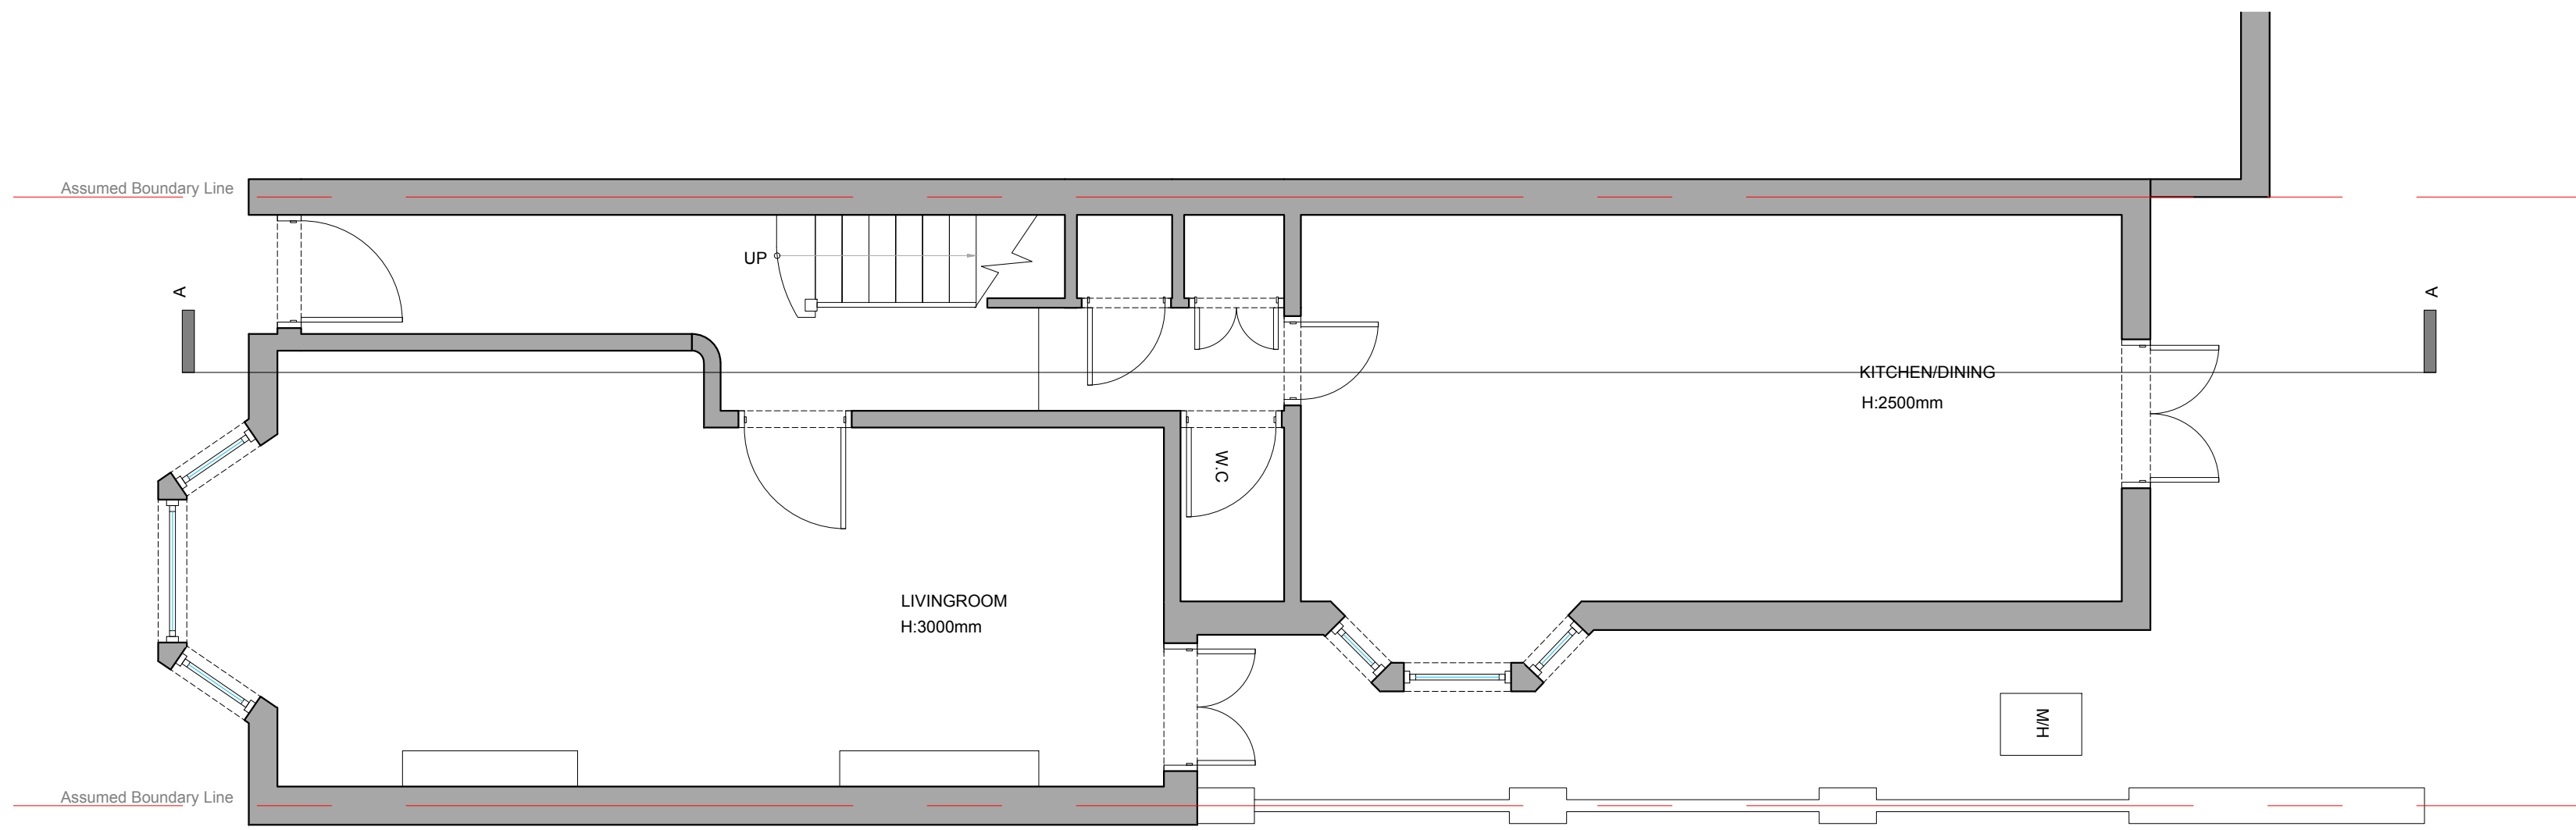 Assumed Boundary Line
UP
A
A
KITCHEN/DINING
H:2500mm
W.C
LIVINGROOM
H:3000mm
M/H
Assumed Boundary Line